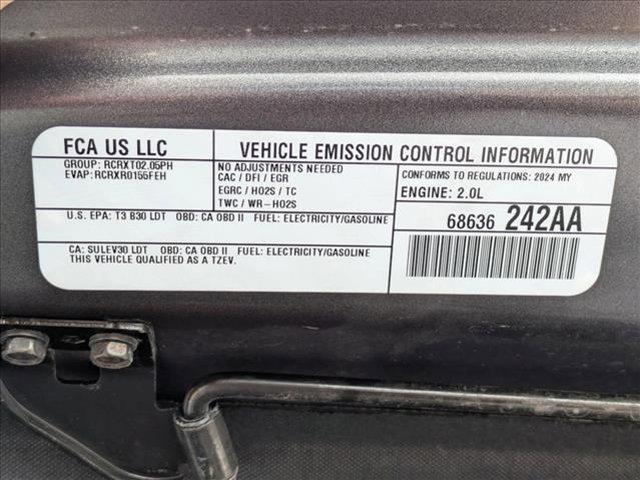 FCA US LLC
GROUP: RCRXT02.05PH
EVAP: RCRXR0155FEH
VEHICLE EMISSION CONTROL INFORMATION
NO ADJUSTMENTS NEEDED
CAC / DFI / EGR
EGRC / HO2S / TC
TWC / WR-HO2S
CONFORMS TO REGULATIONS: 2024 MY
ENGINE: 2.0L
U.S. EPA: T3 B30 LDT OBD: CA OBD II FUEL: ELECTRICITY/GASOLINE
68636 242AA
CA: SULEV30 LDT OBD: CA OBD II FUEL: ELECTRICITY/GASOLINE
THIS VEHICLE QUALIFIED AS A TZEV.